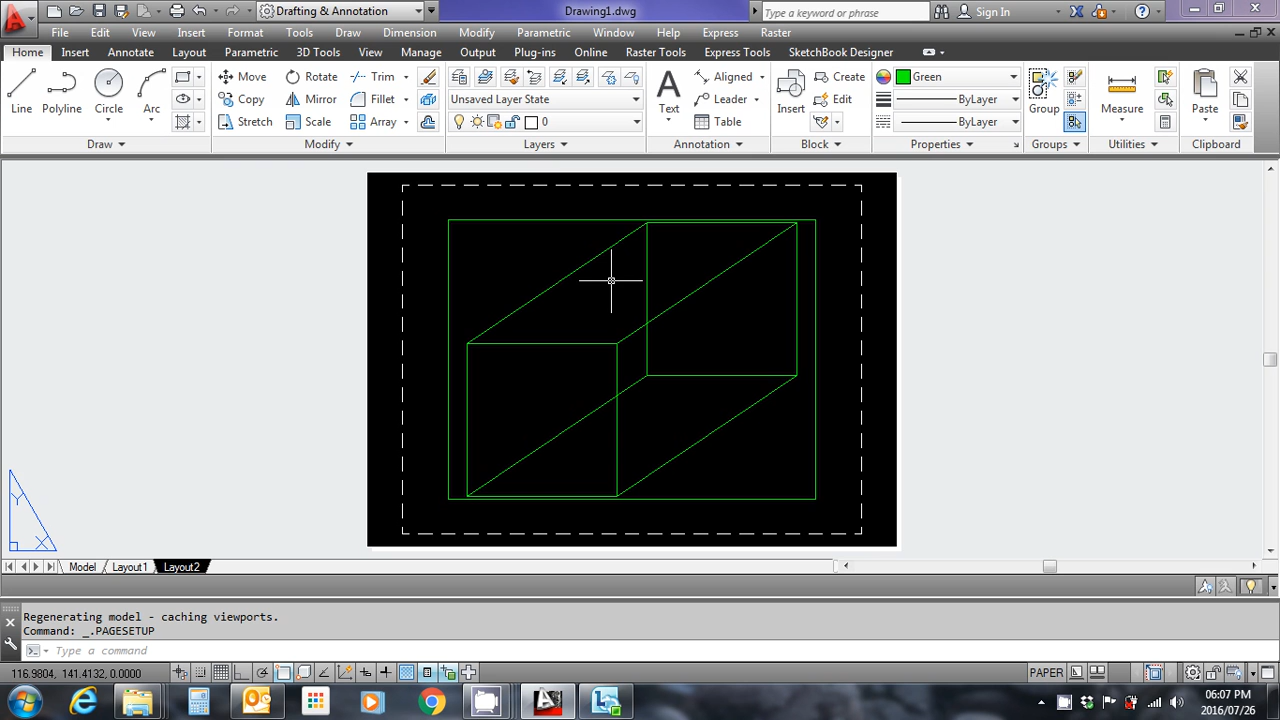 Drafting & Annotation
Drawing1.dwg
Type a keyword or phrase
Sign In
File Edit View Insert Format Tools Draw Dimension Modify Parametric Window Help Express Raster
Home Insert Annotate Layout Parametric 3D Tools View Manage Output Plug-ins Online Raster Tools Express Tools SketchBook Designer
Line Polyline Circle Arc
Move Rotate Trim
Copy Mirror Fillet
Stretch Scale Array
Unsaved Layer State
0
Text
Aligned
Leader
Table
Insert
Create
Edit
Green
ByLayer
ByLayer
Group
Measure
Paste
Draw Modify Layers Annotation Block Properties Groups Utilities Clipboard
Y
X
Model Layout1 Layout2
Regenerating model - caching viewports.
Command: _.PAGESETUP
Type a command
116.9804, 141.4132, 0.0000
PAPER
06:07 PM
2016/07/26